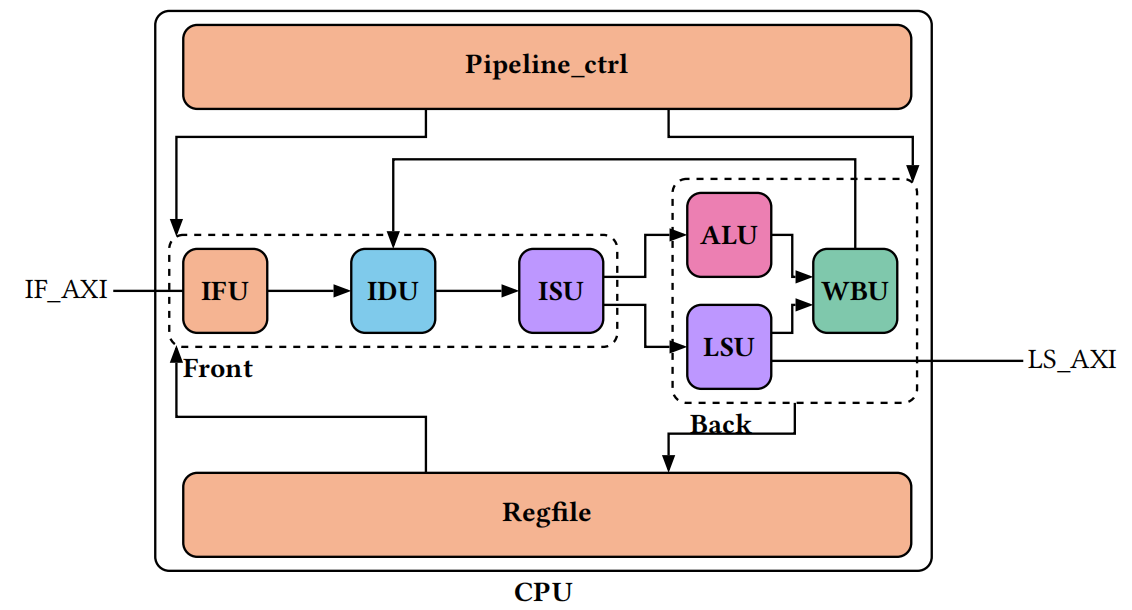 Pipeline_ctrl
ALU
IF_AXI
IFU
IDU
ISU
WBU
LSU
LS_AXI
Front
Back
Regfile
CPU